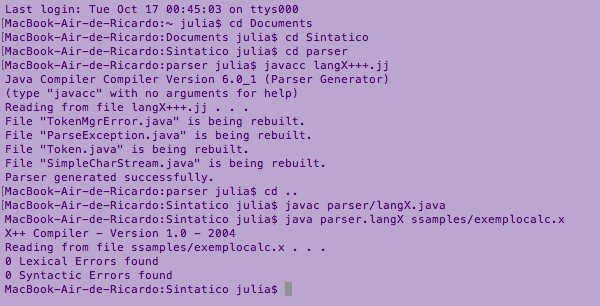 Last login: Tue Oct 17 00:45:03 on ttys000
[MacBook-Air-de-Ricardo:~ julia$ cd Documents
[MacBook-Air-de-Ricardo:Documents julia$ cd Sintatico
[MacBook-Air-de-Ricardo:Sintatico julia$ cd parser
[MacBook-Air-de-Ricardo:parser julia$ javacc langX+++.jj
Java Compiler Compiler Version 6.0_1 (Parser Generator)
(type "javacc" with no arguments for help)
Reading from file langX+++.jj . . .
File "TokenMgrError.java" is being rebuilt.
File "ParseException.java" is being rebuilt.
File "Token.java" is being rebuilt.
File "SimpleCharStream.java" is being rebuilt.
Parser generated successfully.
[MacBook-Air-de-Ricardo:parser julia$ cd ..
[MacBook-Air-de-Ricardo:Sintatico julia$ javac parser/langX.java
[MacBook-Air-de-Ricardo:Sintatico julia$ java parser.langX ssamples/exemplocalc.x
X++ Compiler - Version 1.0 - 2004
Reading from file ssamples/exemplocalc.x . . .
0 Lexical Errors found
0 Syntactic Errors found
MacBook-Air-de-Ricardo:Sintatico julia$